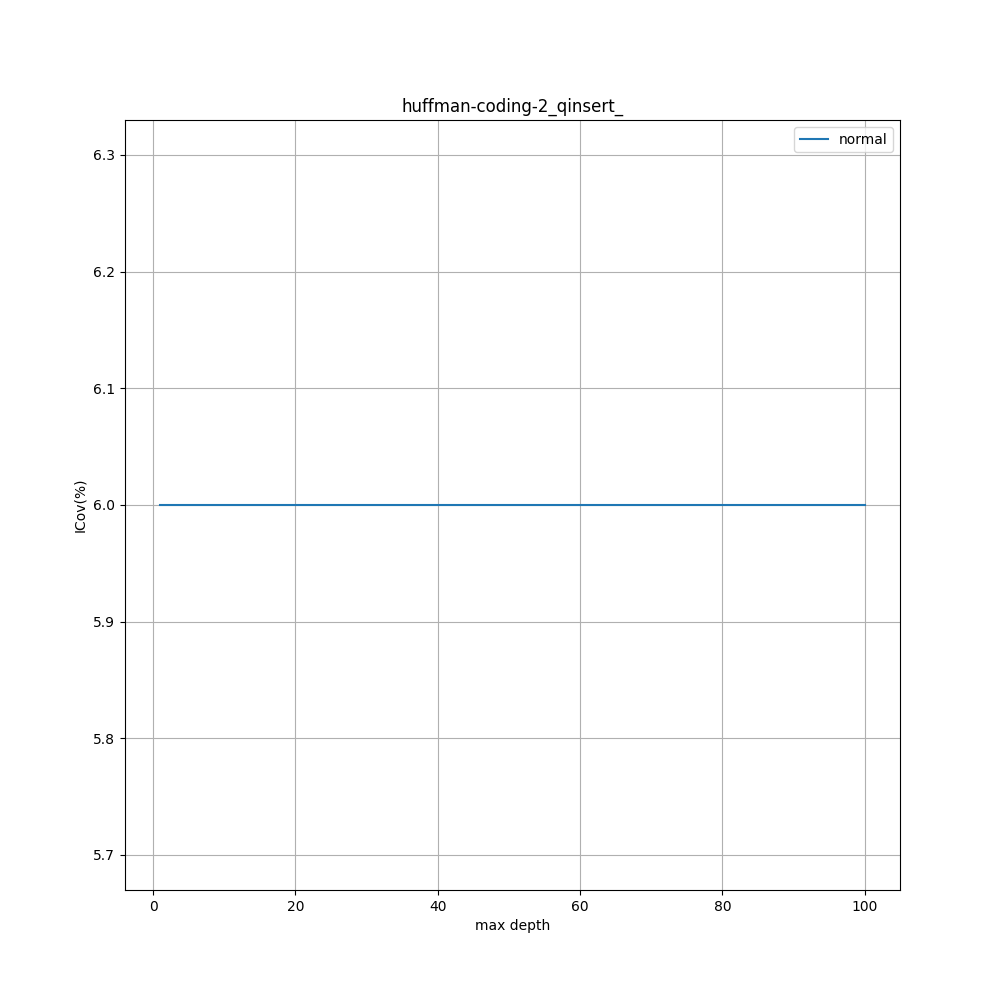 huffman-coding-2_qinsert_
normal
ICov(%)
6.3
6.2
6.1
6.0
5.9
5.8
5.7
0 20 40 60 80 100
max depth